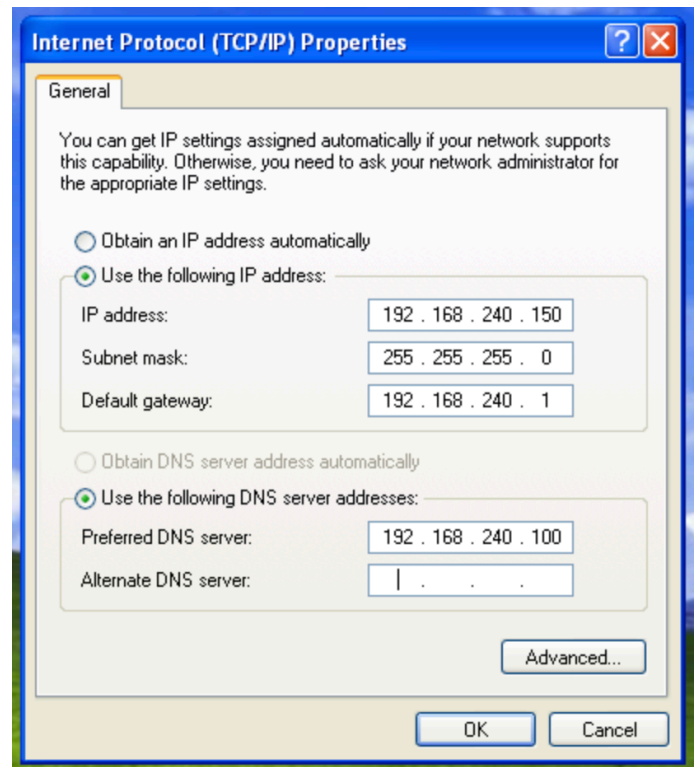 Internet Protocol (TCP/IP) Properties
General
You can get IP settings assigned automatically if your network supports
this capability. Otherwise, you need to ask your network administrator for
the appropriate IP settings.
Obtain an IP address automatically
Use the following IP address:
IP address: 192 . 168 . 240 . 150
Subnet mask: 255 . 255 . 255 . 0
Default gateway: 192 . 168 . 240 . 1
Obtain DNS server address automatically
Use the following DNS server addresses:
Preferred DNS server: 192 . 168 . 240 . 100
Alternate DNS server: . . .
Advanced...
OK Cancel